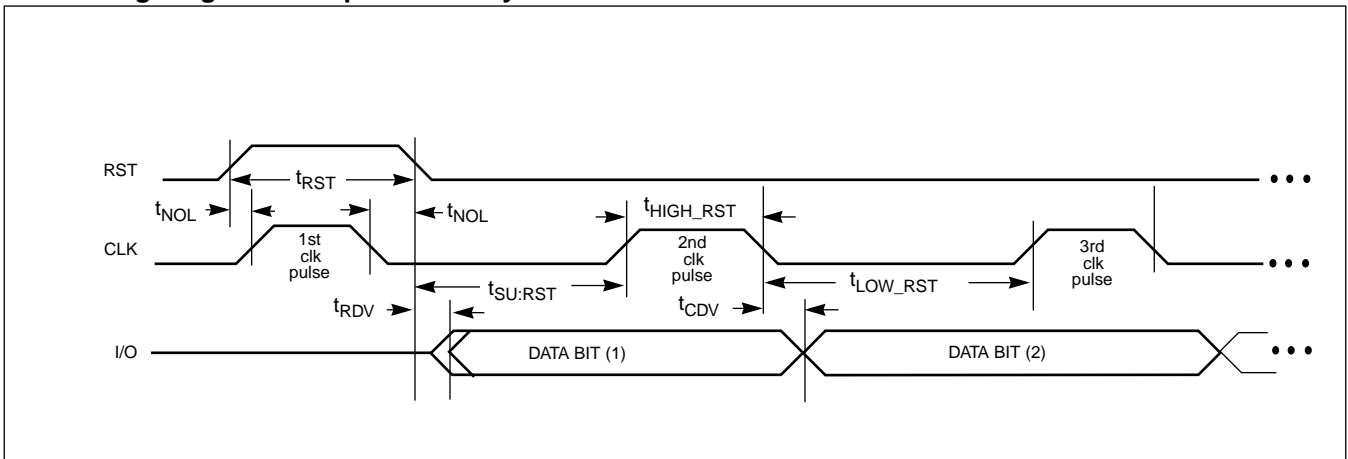 RST
tRST
tNOL
tNOL
tHIGH_RST
CLK
1st
clk
pulse
2nd
clk
pulse
3rd
clk
pulse
tSU:RST
tLOW_RST
tRDV
tCDV
I/O
DATA BIT (1)
DATA BIT (2)